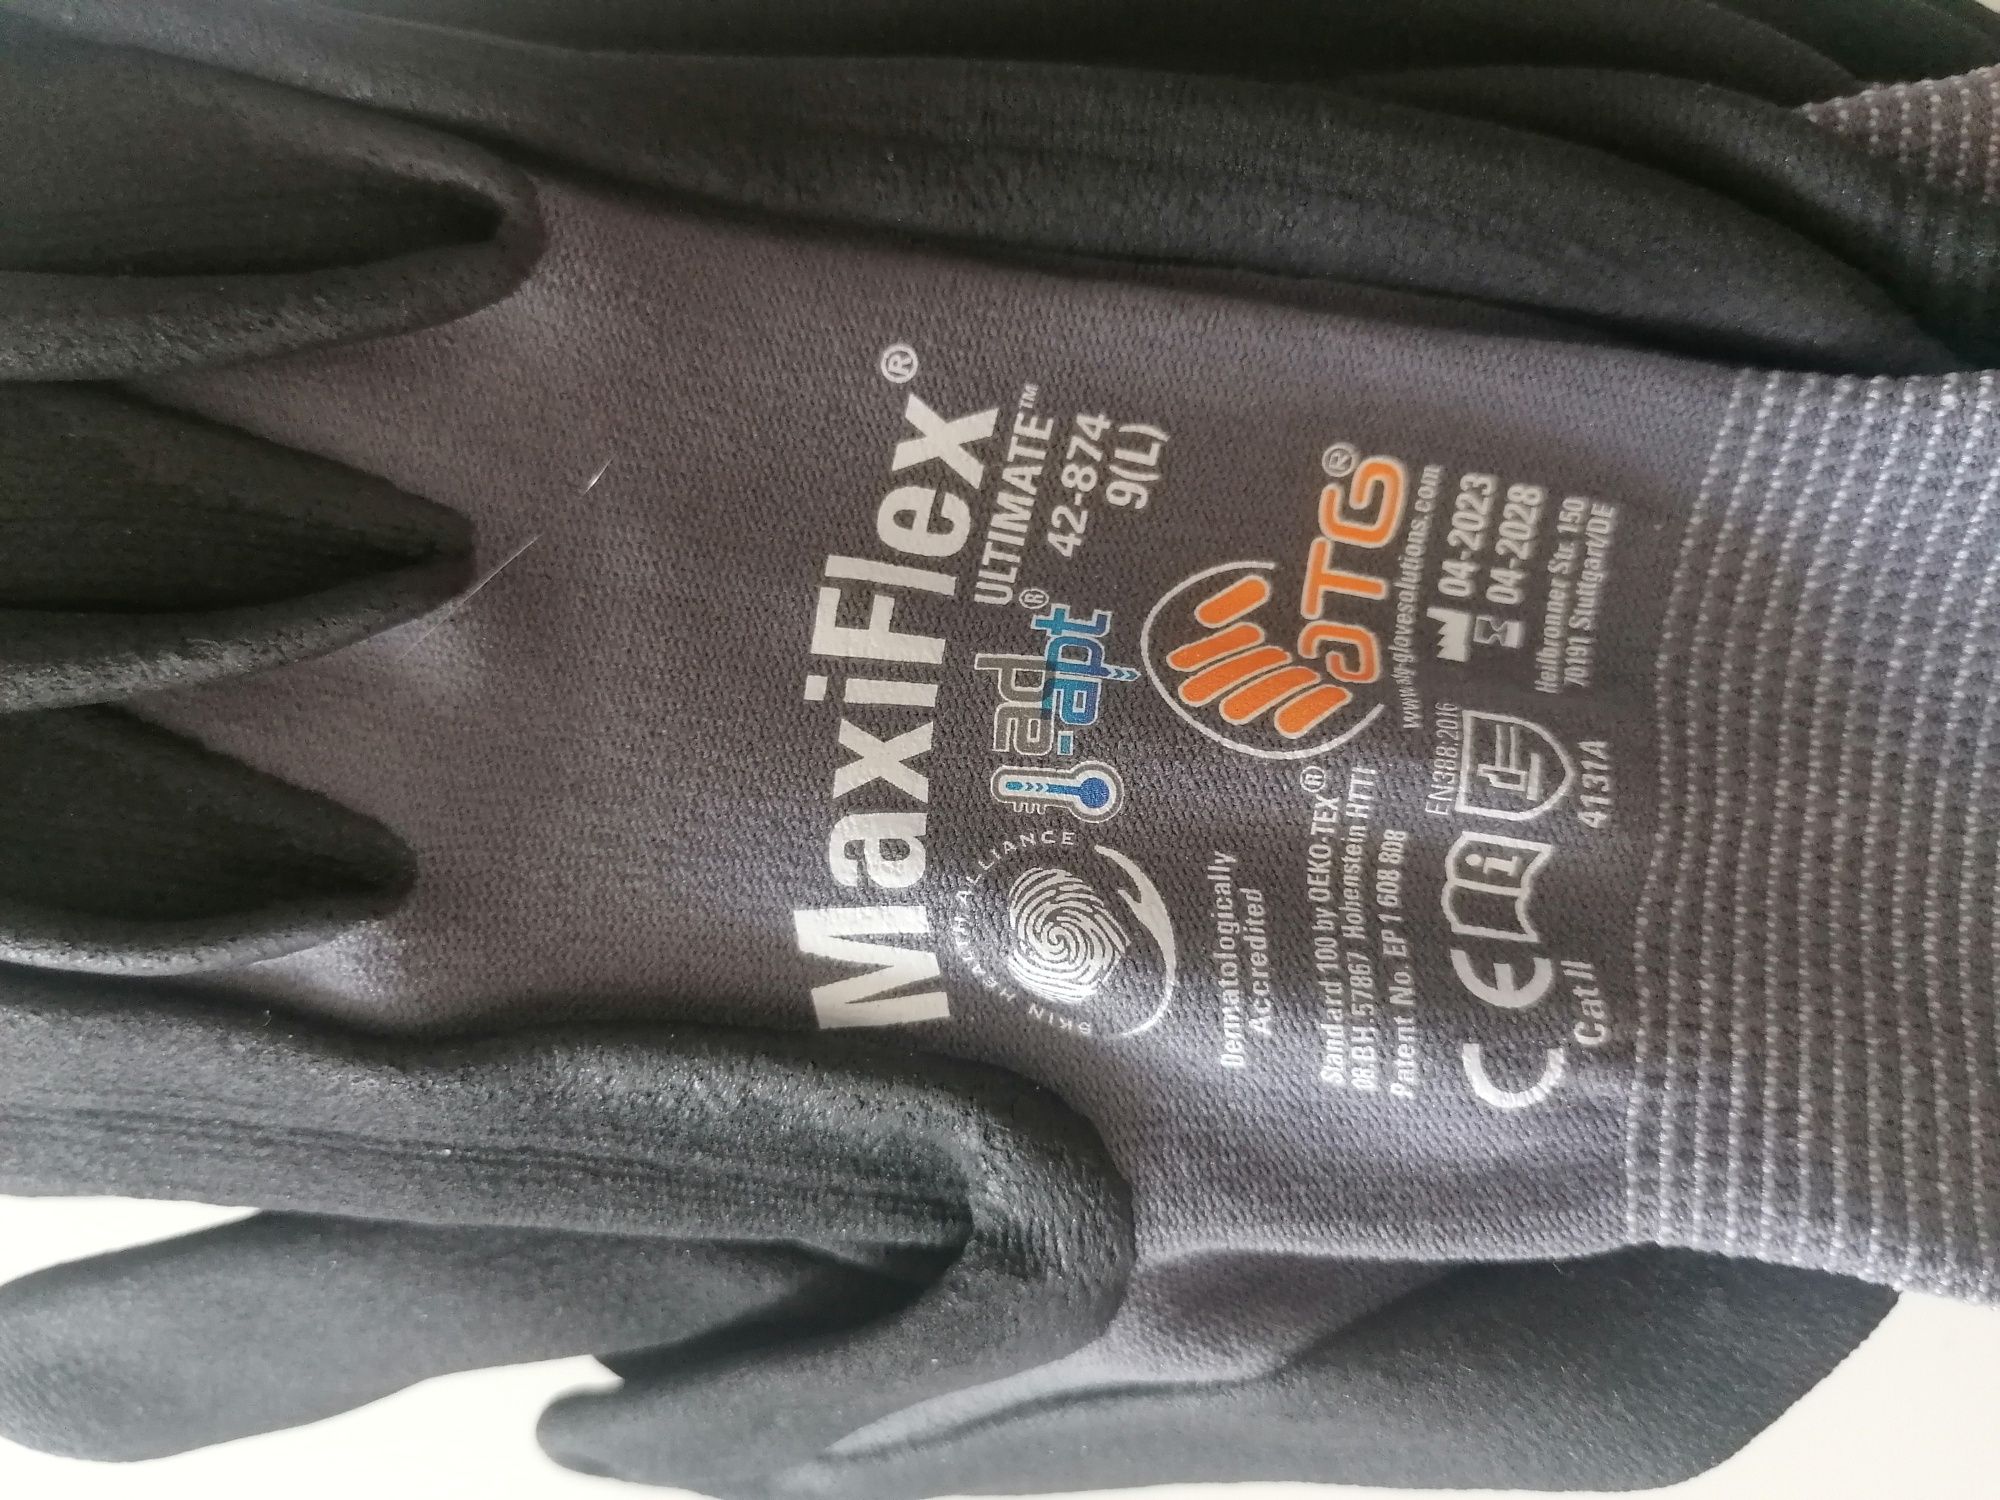 MaxiFlex®
ULTIMATE™
42-874
9(L)
ad-apt®
SKIN HEALTH ALLIANCE
Dermatologically
Accredited
ATG®
www.atg-glovesolutions.com
Standard 100 by OEKO-TEX®
08.BH.57867 Hohenstein HTTI
Patent No. EP 1 608 808
04-2023
04-2028
EN388:2016
CE
i
Cat II
4131A
Heilbronner Str. 150
70191 Stuttgart/DE